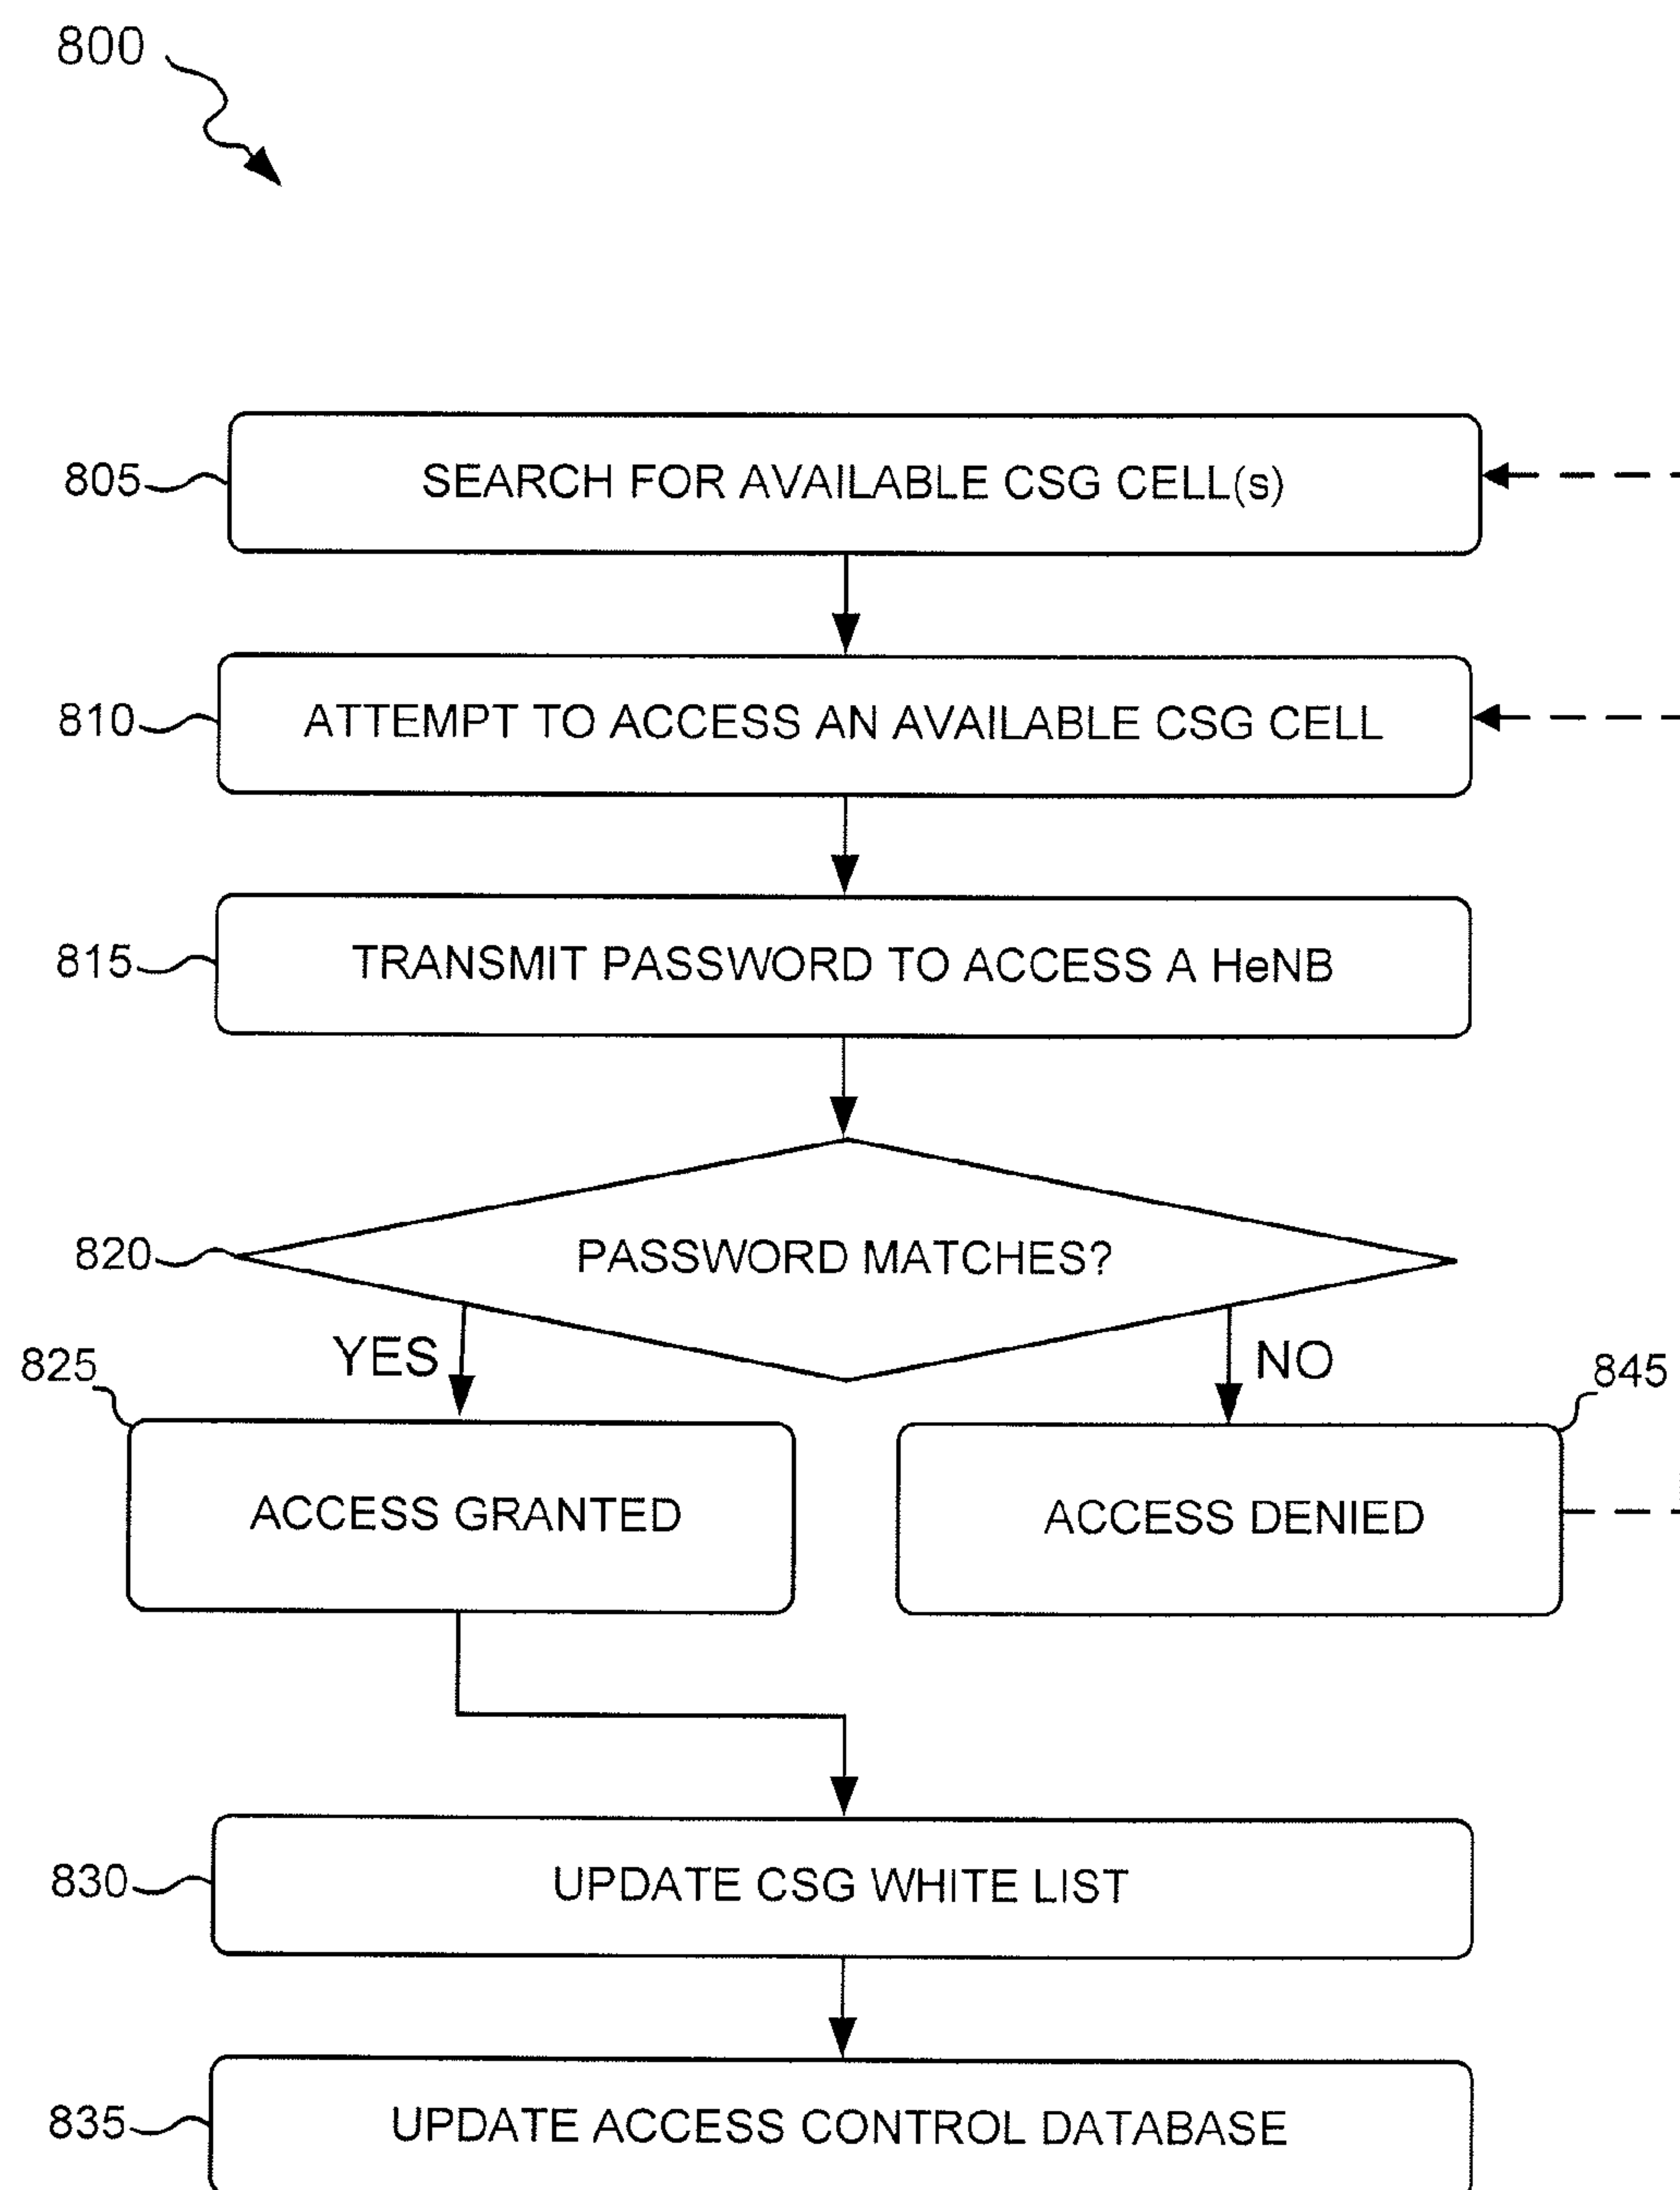 800
805
SEARCH FOR AVAILABLE CSG CELL(s)
810
ATTEMPT TO ACCESS AN AVAILABLE CSG CELL
815
TRANSMIT PASSWORD TO ACCESS A HeNB
820
PASSWORD MATCHES?
YES
NO
825
845
ACCESS GRANTED
ACCESS DENIED
830
UPDATE CSG WHITE LIST
835
UPDATE ACCESS CONTROL DATABASE